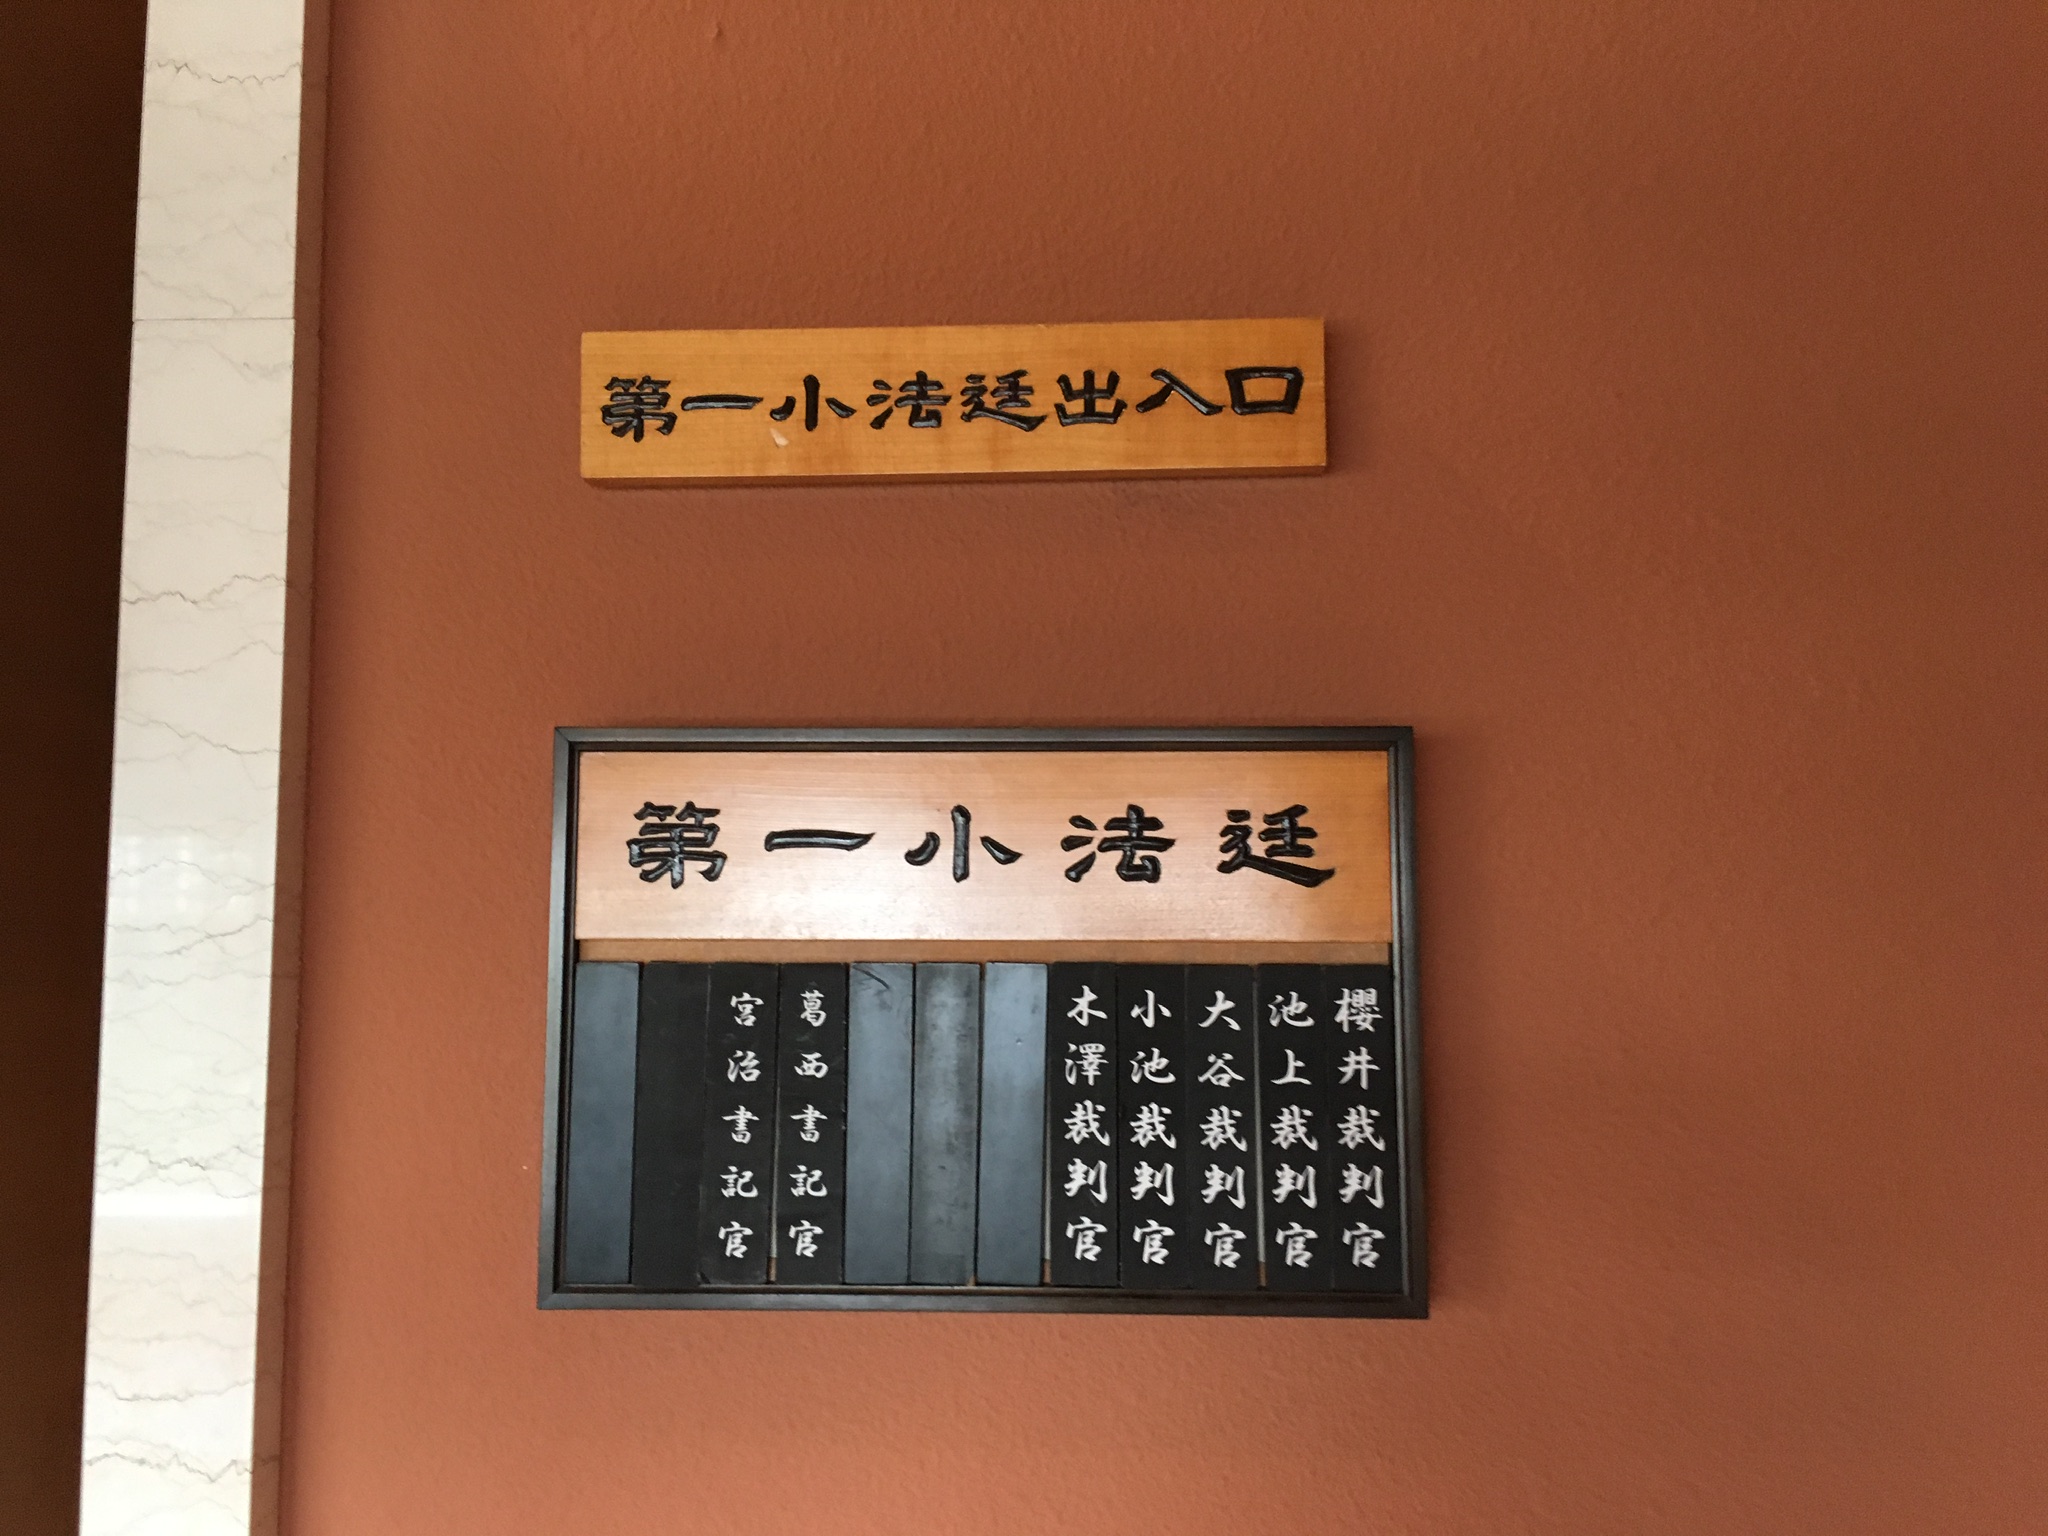 第一小法廷出入口
第一小法廷
櫻井裁判官
池上裁判官
大谷裁判官
小池裁判官
木澤裁判官
葛西書記官
宮治書記官